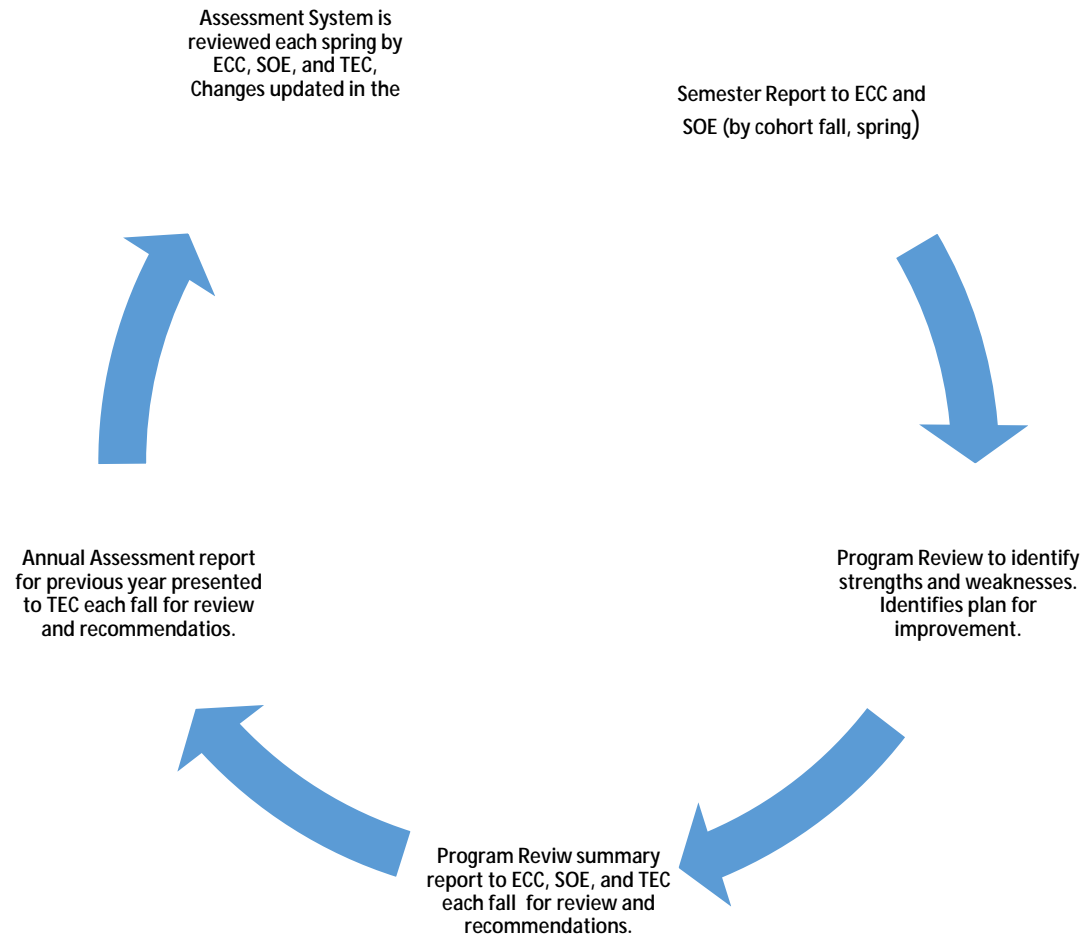 Assessment System is
reviewed each spring by
ECC, SOE, and TEC,
Changes updated in the
Semester Report to ECC and
SOE (by cohort fall, spring)
Program Review to identify
strengths and weaknesses.
Identifies plan for
improvement.
Program Reviw summary
report to ECC, SOE, and TEC
each fall for review and
recommendations.
Annual Assessment report
for previous year presented
to TEC each fall for review
and recommendatios.